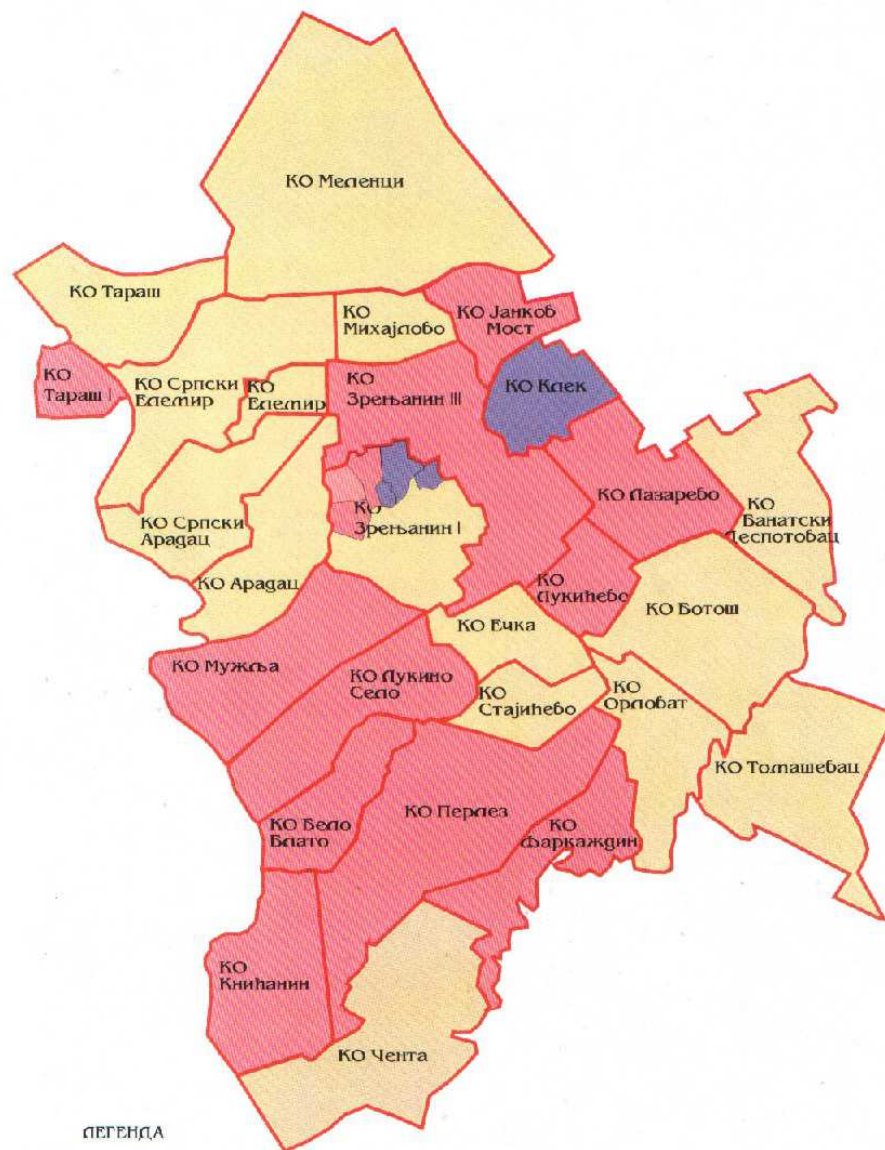 КО Меленци
КО Тараш
КО
Михајлово
КО Јанков
Мост
КО
Тараш I
КО Српски
Елемир
КО
Елемир
КО
Зрењанин III
КО Клек
КО Лазарево
КО
Банатски
Деспотовац
КО Српски
Арадац
КО
Зрењанин I
КО Арадац
КО
Лукићево
КО Ботош
КО Ечка
КО Мужља
КО Лукино
Село
КО
Стајићево
КО
Орловат
КО Томашевац
КО Бело
Блато
КО Перлез
КО
Фаркаждин
КО
Книћанин
КО Чента
ЛЕГЕНДА